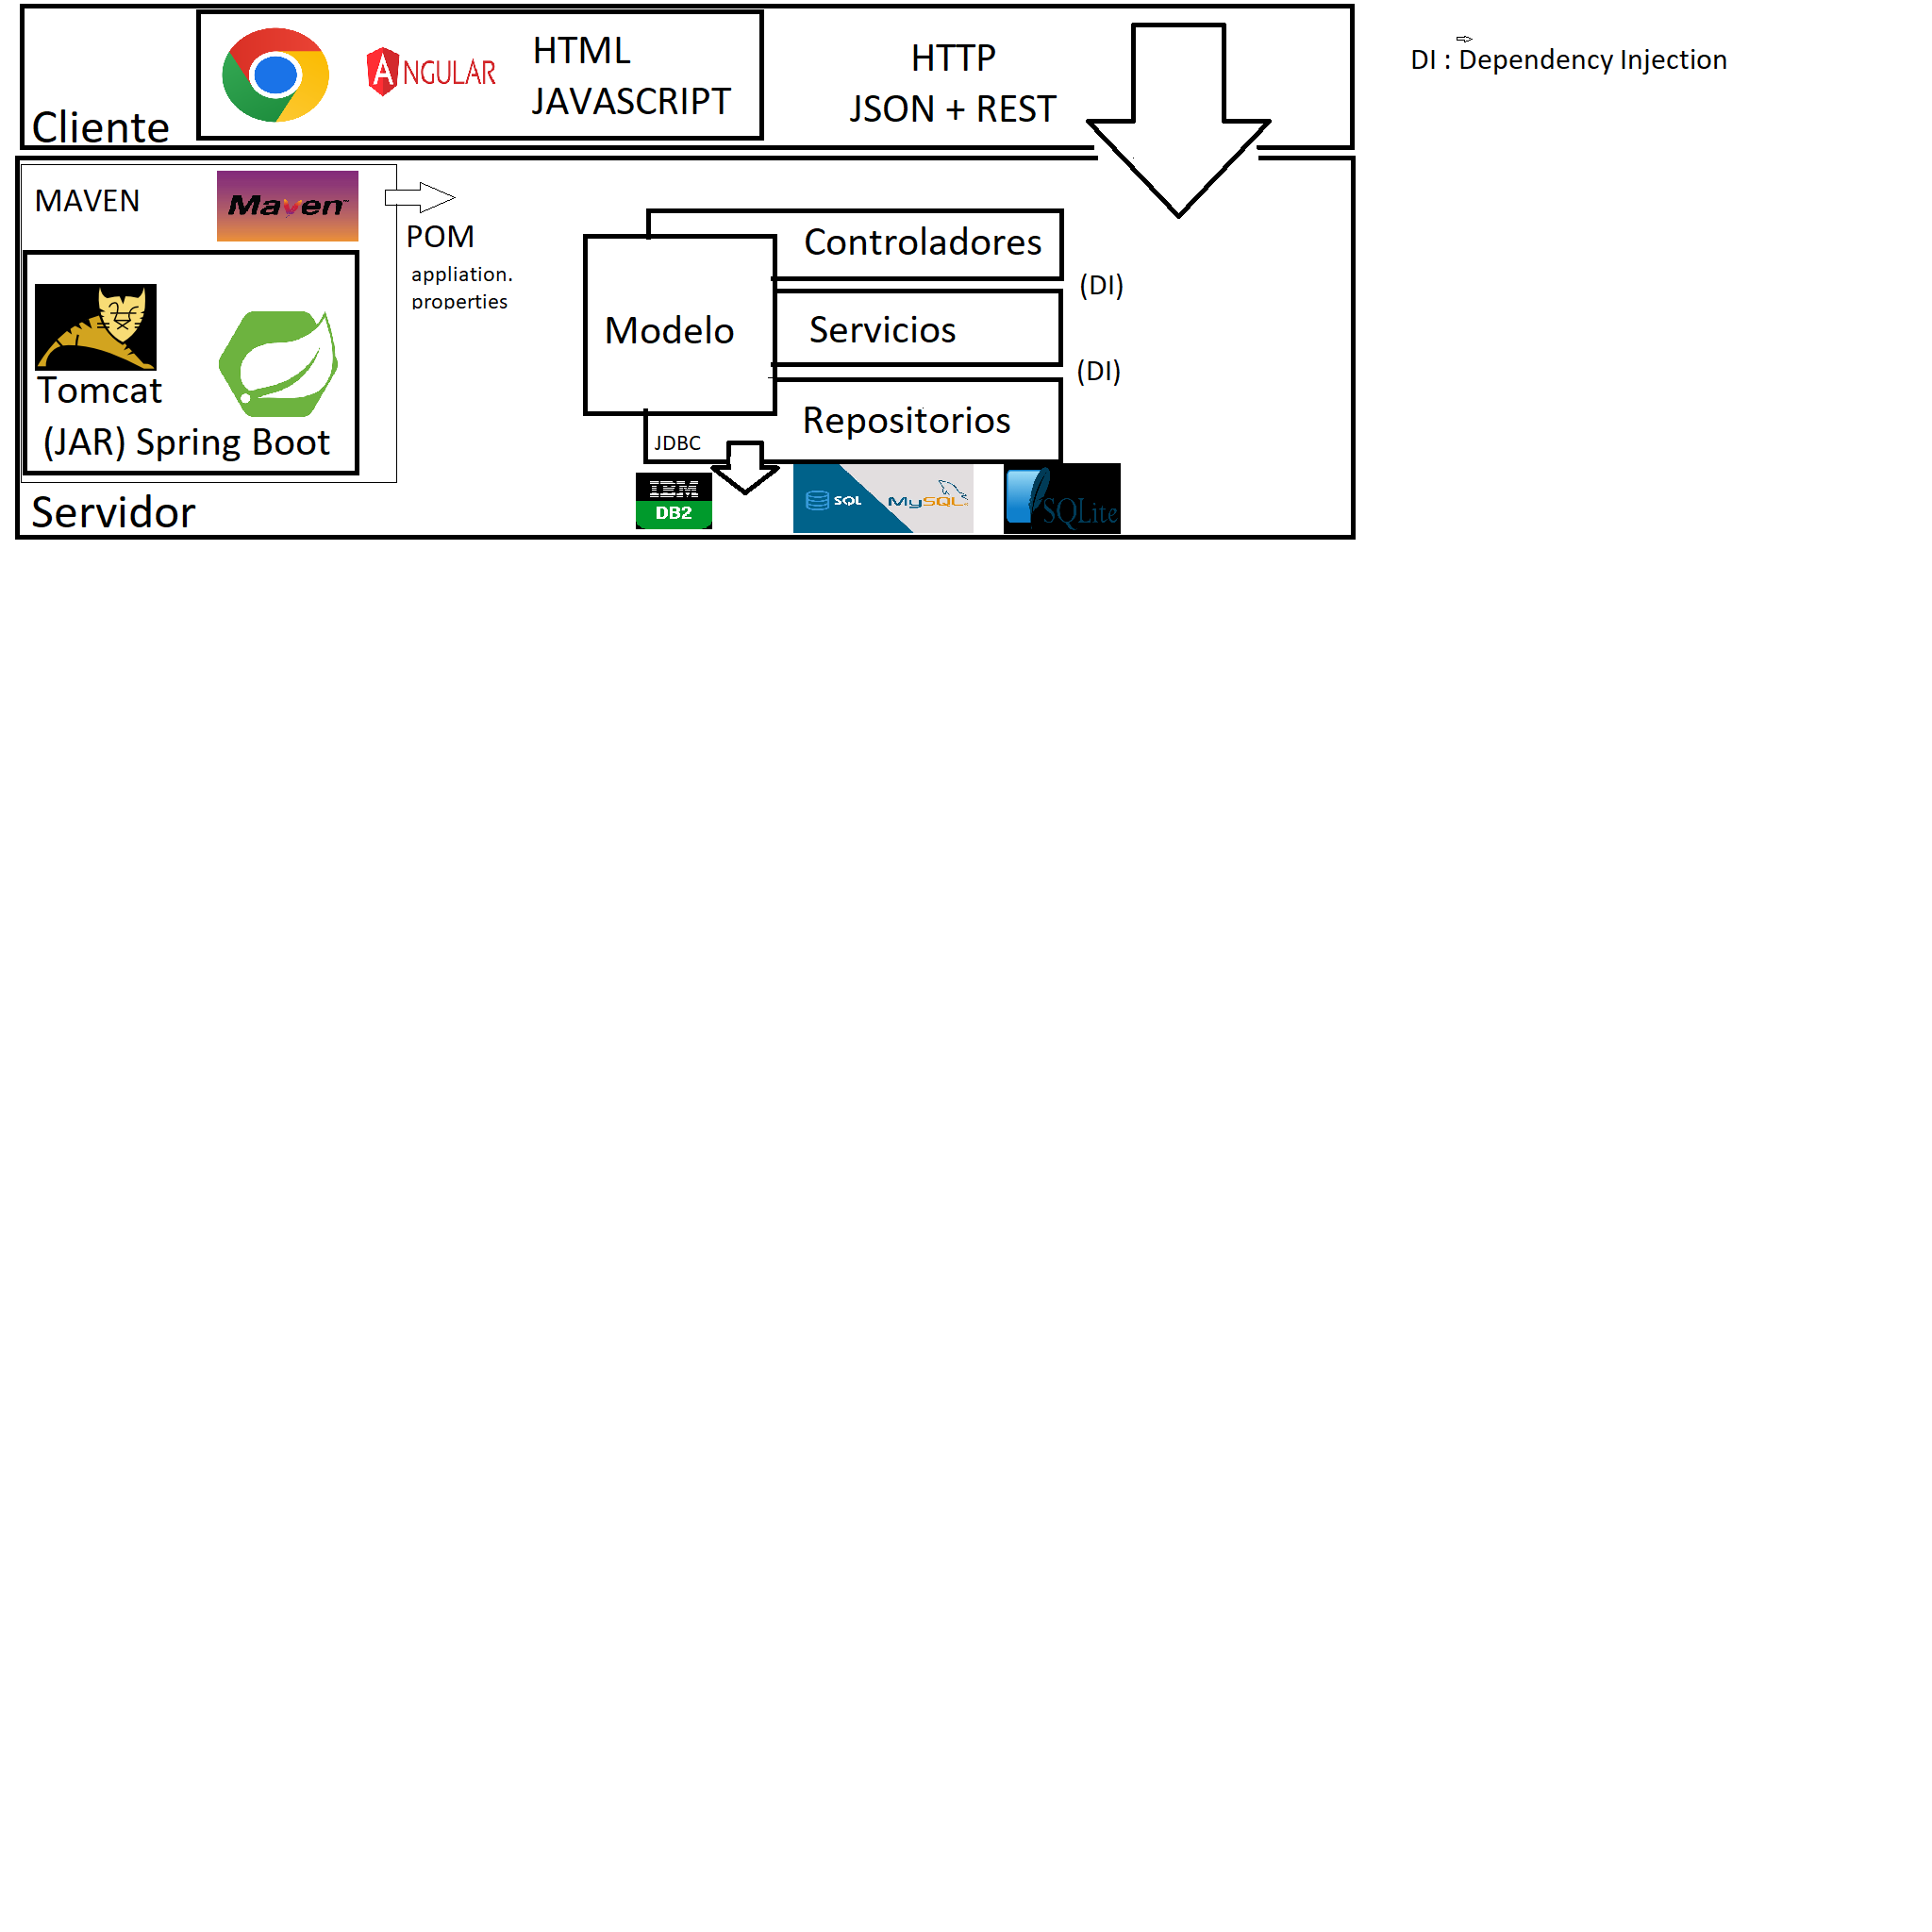 HTML
JAVASCRIPT
ANGULAR
HTTP
JSON + REST
Cliente
DI : Dependency Injection
MAVEN
Maven™
POM
appliation.
properties
Tomcat
(JAR) Spring Boot
Servidor
Modelo
Controladores
(DI)
Servicios
(DI)
Repositorios
JDBC
IBM
DB2
SQL
MySQL
SQLite